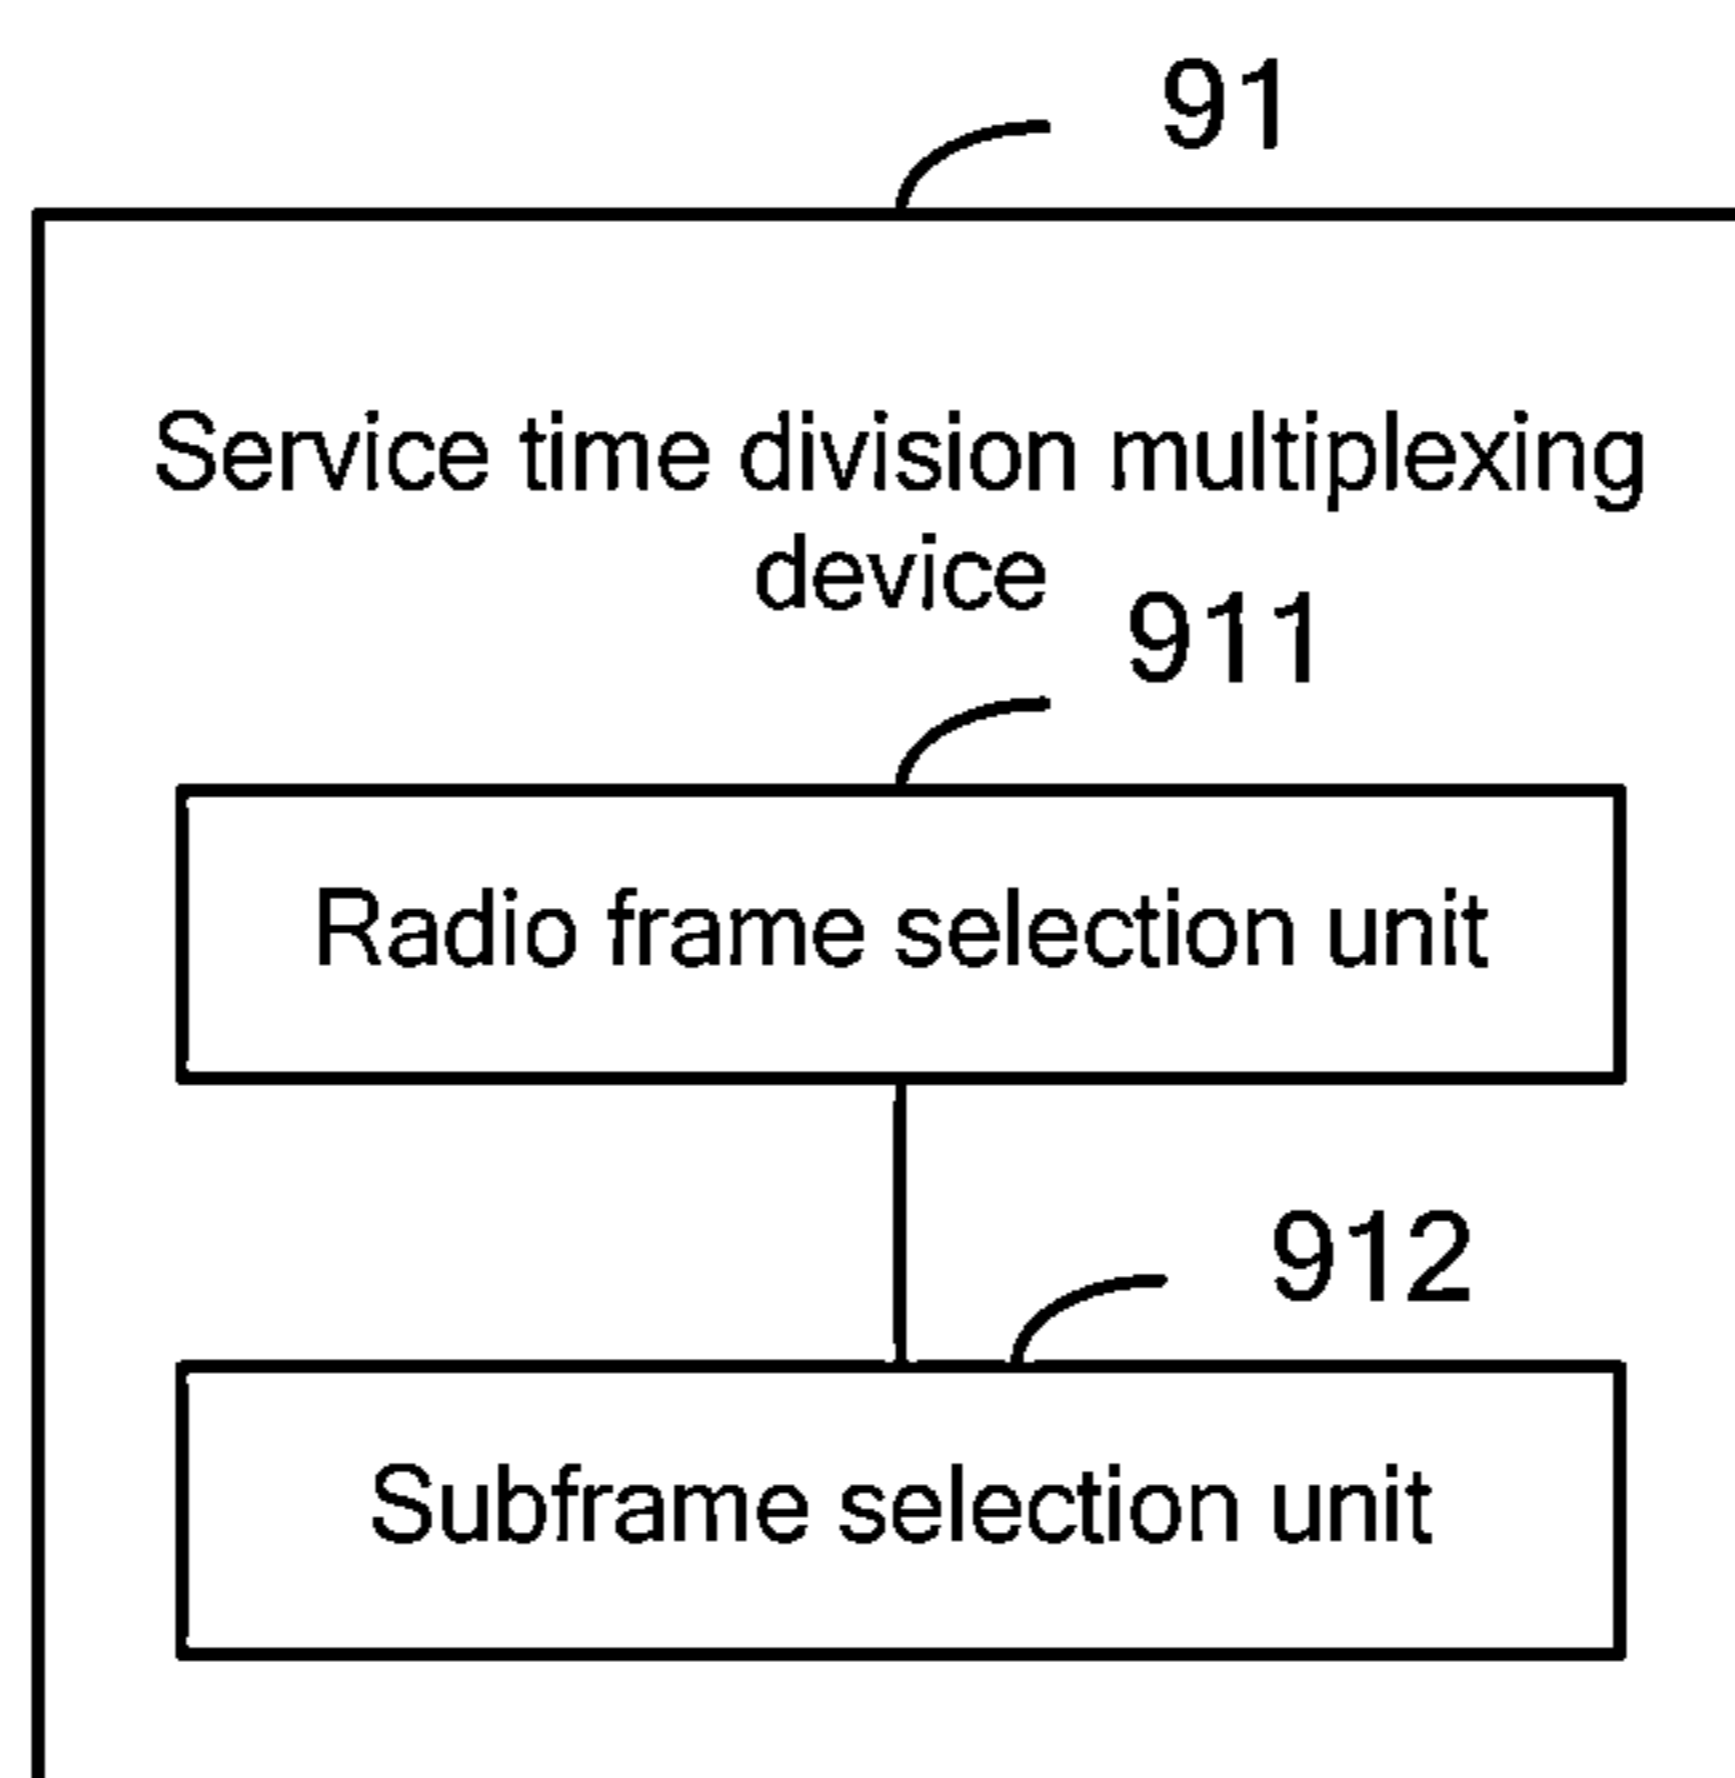 91
Service time division multiplexing
device
911
Radio frame selection unit
912
Subframe selection unit